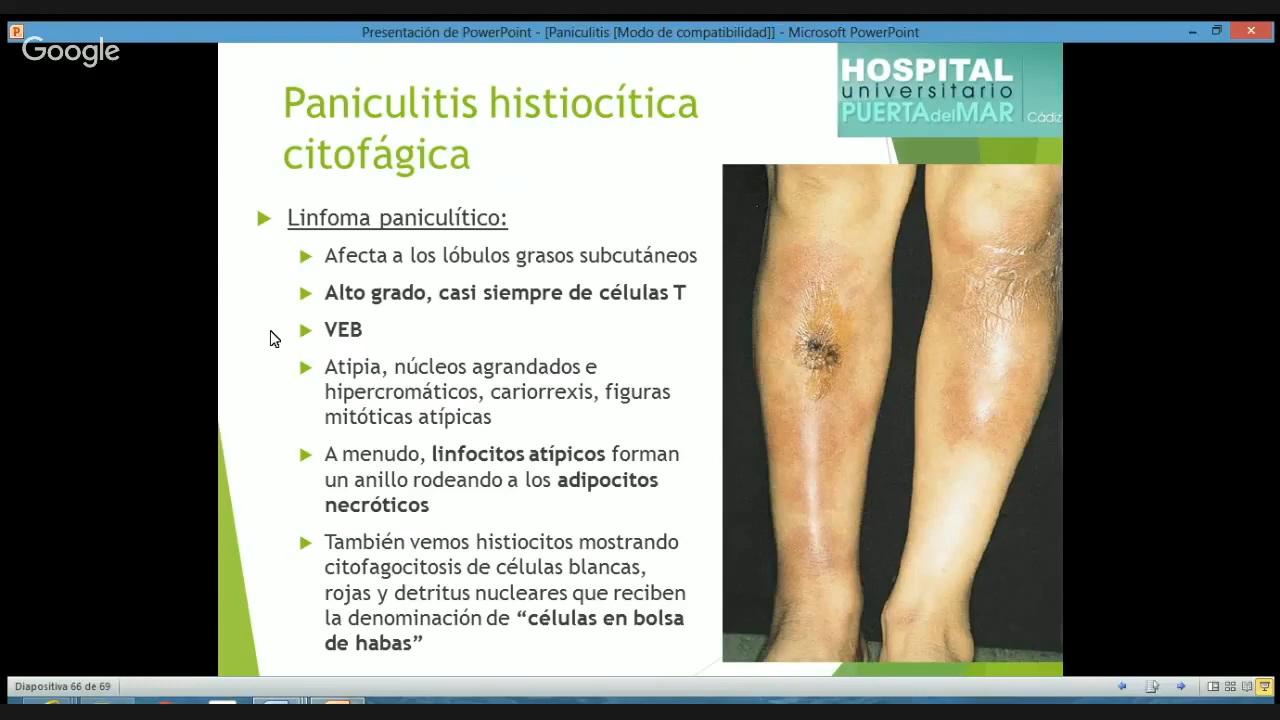 Presentación de PowerPoint - [Paniculitis [Modo de compatibilidad]] - Microsoft PowerPoint
Google
HOSPITAL
universitario
PUERTAdelMAR
Cádiz
Paniculitis histiocítica
citofágica
Linfoma paniculítico:
Afecta a los lóbulos grasos subcutáneos
Alto grado, casi siempre de células T
VEB
Atipia, núcleos agrandados e
hipercromáticos, cariorrexis, figuras
mitóticas atípicas
A menudo, linfocitos atípicos forman
un anillo rodeando a los adipocitos
necróticos
También vemos histiocitos mostrando
citofagocitosis de células blancas,
rojas y detritus nucleares que reciben
la denominación de “células en bolsa
de habas”
Diapositiva 66 de 69